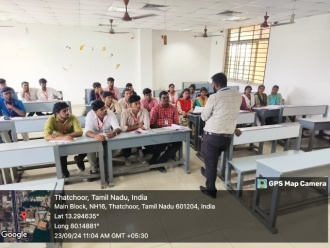 GPS Map Camera
Thatchoor, Tamil Nadu, India
Main Block, NH16, Thatchoor, Tamil Nadu 601204, India
Lat 13.294635°
Long 80.14881°
23/09/24 11:04 AM GMT +05:30
Google